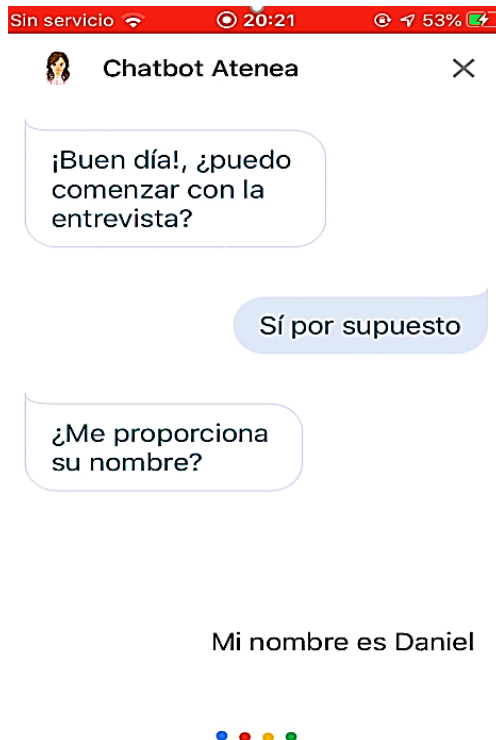 Sin servicio 20:21 53%
Chatbot Atenea
¡Buen día!, ¿puedo
comenzar con la
entrevista?
Sí por supuesto
¿Me proporciona
su nombre?
Mi nombre es Daniel